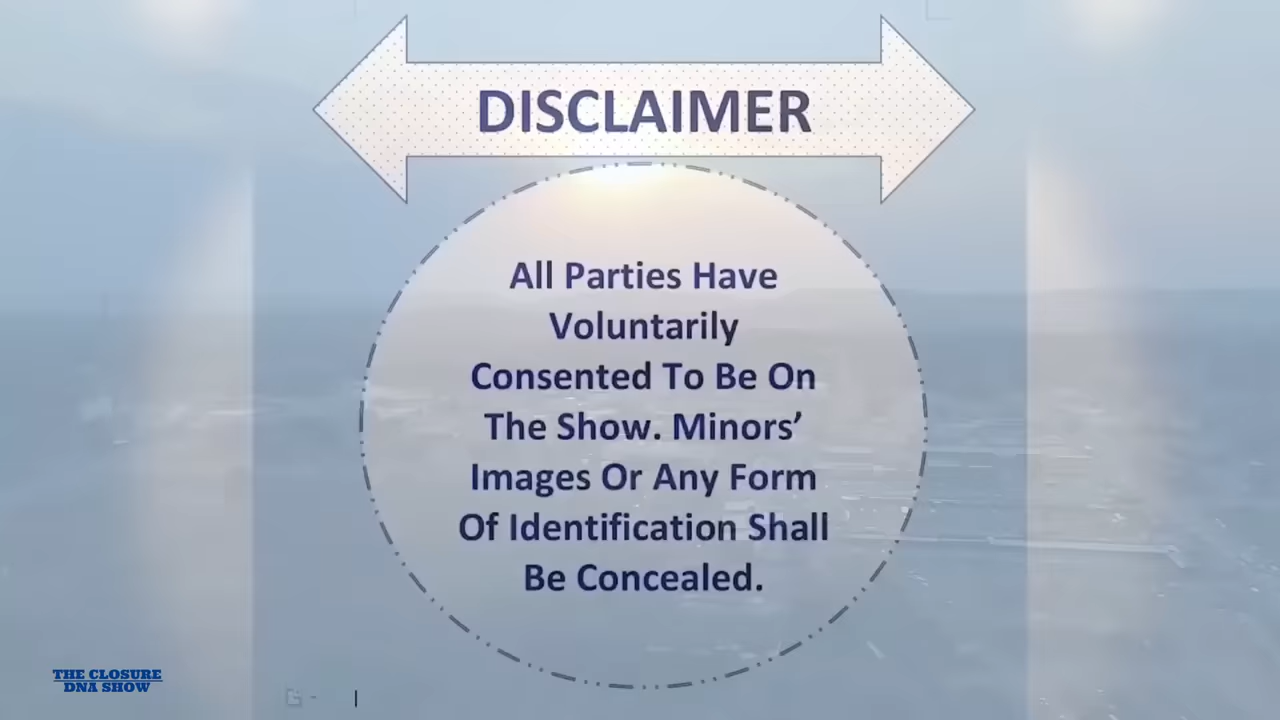 DISCLAIMER
All Parties Have
Voluntarily
Consented To Be On
The Show. Minors’
Images Or Any Form
Of Identification Shall
Be Concealed.
THE CLOSURE
DNA SHOW